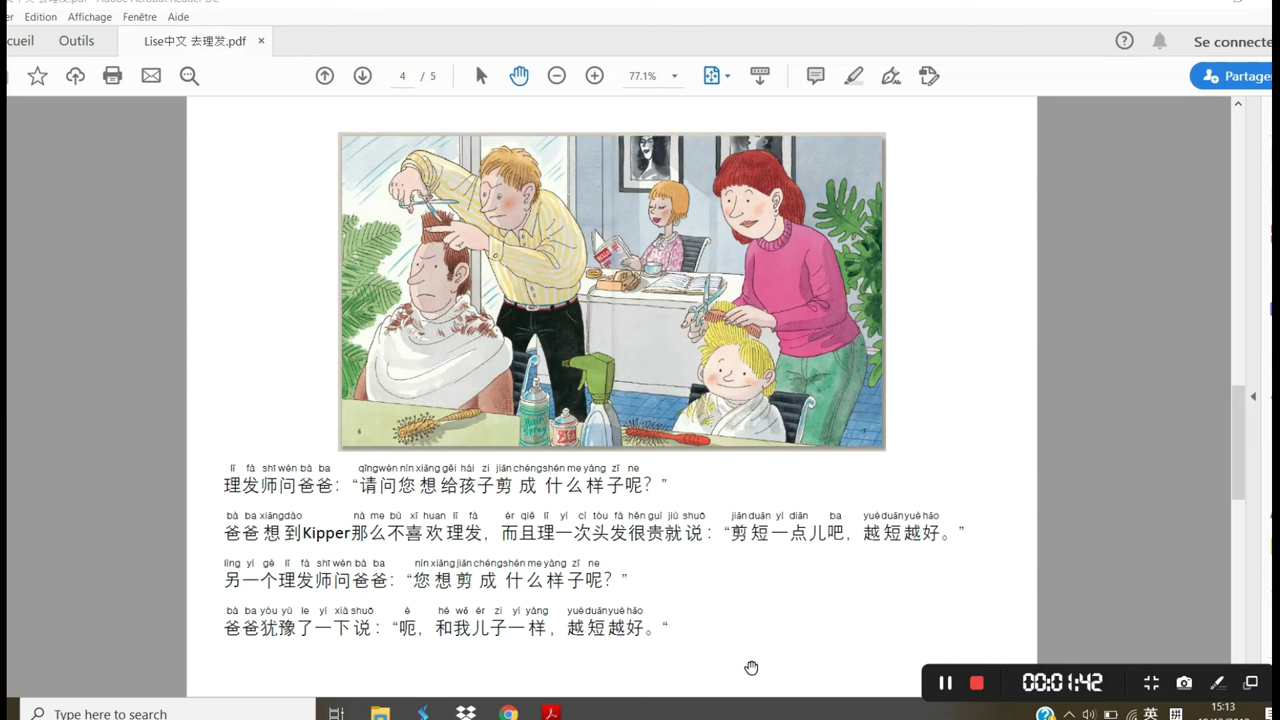 Edition Affichage Fenêtre Aide
Outils Lise中文 去理发.pdf × Se connecte
4 / 5 77.1% Partage
Hair Spray
6
lǐ fà shī wèn bà ba qǐng wèn nín xiǎng gěi hái zi jiǎn chéng shén me yàng zǐ ne
理发师问爸爸：“请问您想给孩子剪成什么样子呢？”
bà ba xiǎng dào nà me bù xǐ huan lǐ fà ér qiě lǐ yí cì tóu fà hěn guì jiù shuō jiǎn duǎn yì diǎn ba yuè duǎn yuè hǎo
爸爸想到Kipper那么不喜欢理发，而且理一次头发很贵就说：“剪短一点儿吧，越短越好。”
lìng yí gè lǐ fà shī wèn bà ba nín xiǎng jiǎn chéng shén me yàng zǐ ne
另一个理发师问爸爸：“您想剪成什么样子呢？”
bà ba yóu yù le yí xià shuō è hé wǒ ér zi yí yàng yuè duǎn yuè hǎo
爸爸犹豫了一下说：“呃，和我儿子一样，越短越好。“
00:01:42
Type here to search 英 拼 15:13